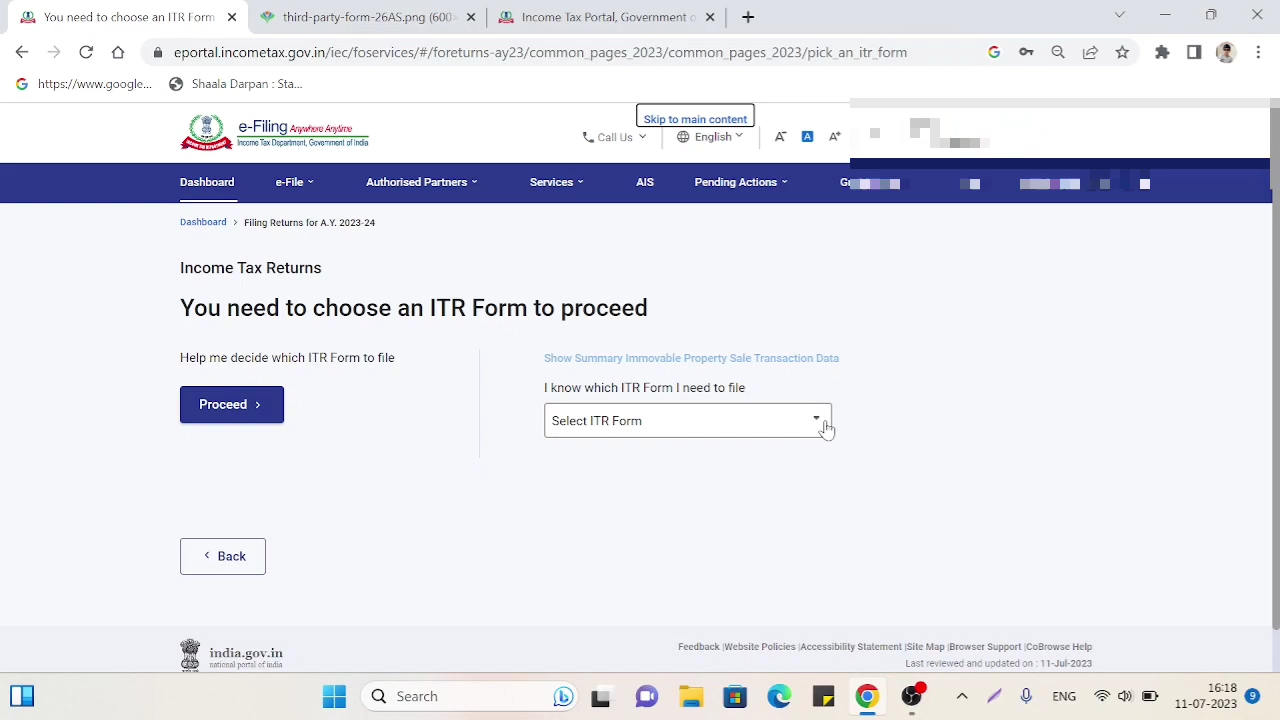 You need to choose an ITR Form
third-party-form-26AS.png (600×
Income Tax Portal, Government o
eportal.incometax.gov.in/iec/foservices/#/foreturns-ay23/common_pages_2023/common_pages_2023/pick_an_itr_form
https://www.google...
Shaala Darpan : Sta...
Skip to main content
e-Filing Anywhere Anytime
Income Tax Department, Government of India
Call Us
English
A-
A
A+
Dashboard
e-File
Authorised Partners
Services
AIS
Pending Actions
Dashboard > Filing Returns for A.Y. 2023-24
Income Tax Returns
You need to choose an ITR Form to proceed
Help me decide which ITR Form to file
Proceed >
Show Summary Immovable Property Sale Transaction Data
I know which ITR Form I need to file
Select ITR Form
< Back
india.gov.in
national portal of india
Feedback |Website Policies |Accessibility Statement |Site Map |Browser Support |CoBrowse Help
Last reviewed and updated on : 11-Jul-2023
Search
ENG
16:18
11-07-2023
9